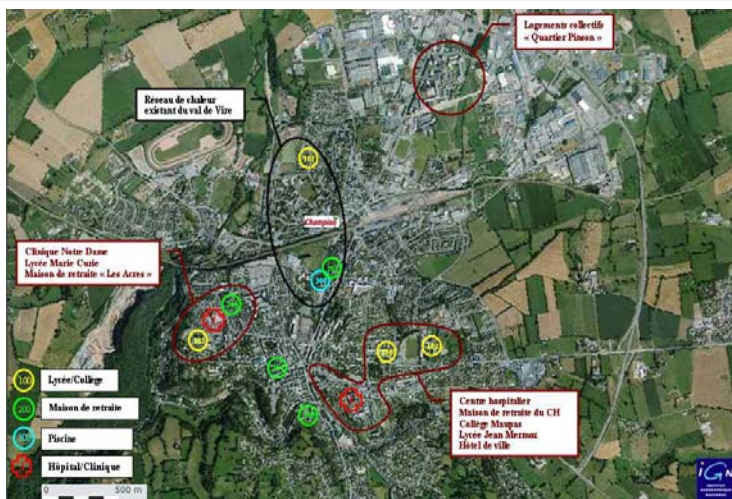 Logements collectifs
« Quartier Pinson »
Réseau de chaleur
existant du val de Vire
Champion
Clinique Notre Dame
Lycée Marie Curie
Maison de retraite « Les Acres »
100 Lycée/Collège
200 Maison de retraite
Piscine
Hôpital/Clinique
Centre hospitalier
Maison de retraite du CH
Collège Maupas
Lycée Jean Mermoz
Hôtel de ville
0 500 m
IGN